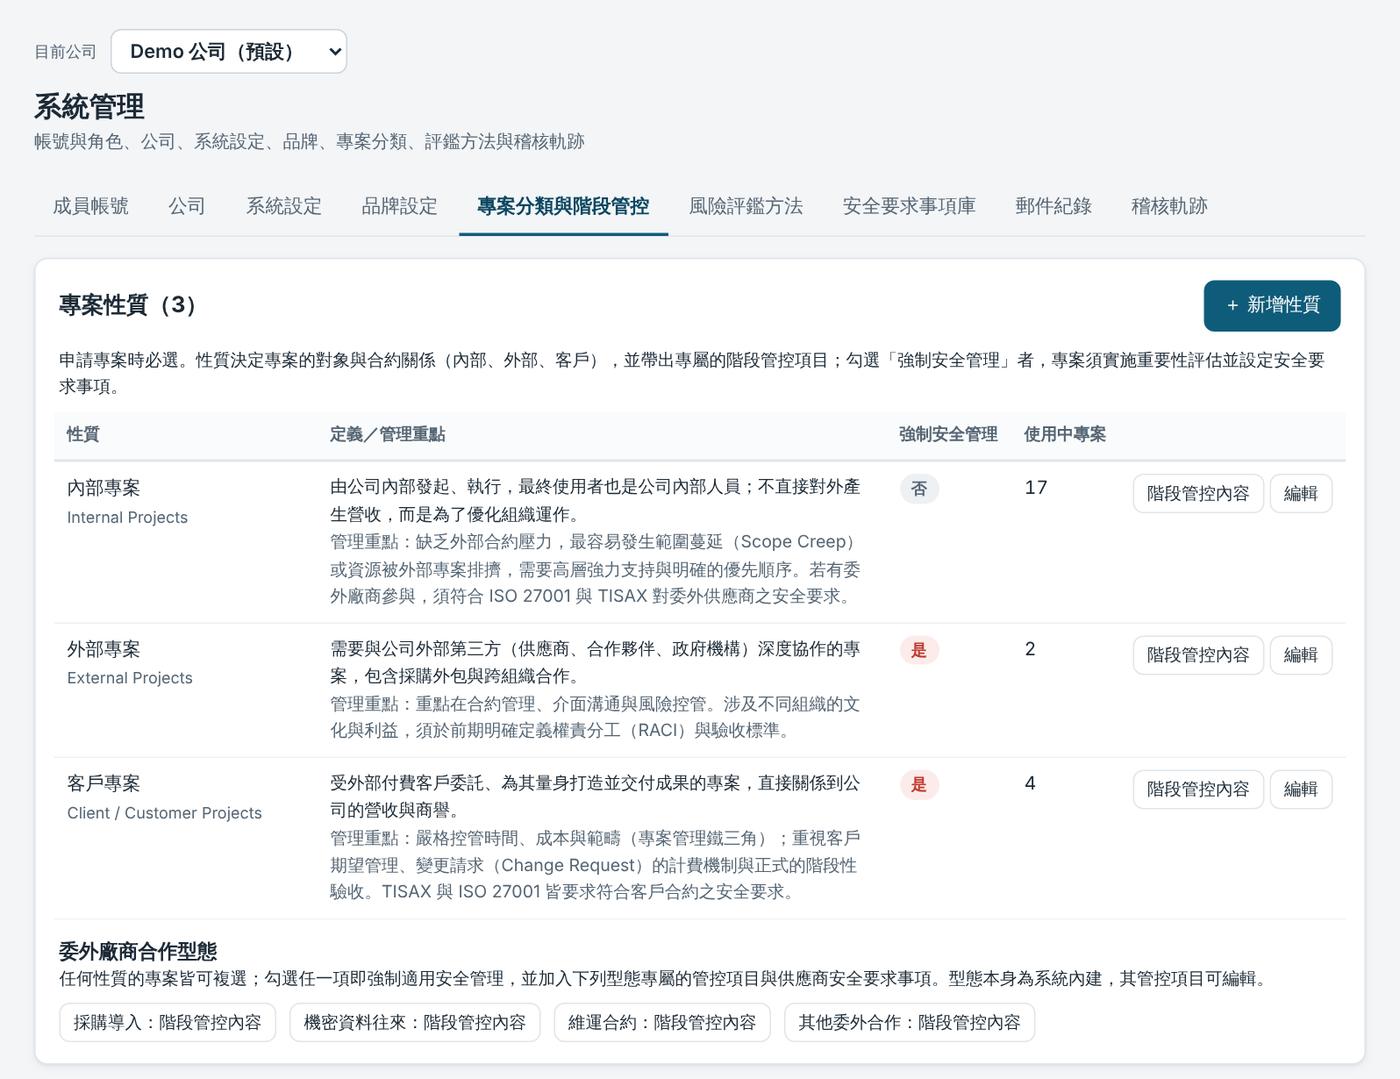 目前公司 Demo 公司（預設）
系統管理
帳號與角色、公司、系統設定、品牌、專案分類、評鑑方法與稽核軌跡
成員帳號 公司 系統設定 品牌設定 專案分類與階段管控 風險評鑑方法 安全要求事項庫 郵件紀錄 稽核軌跡
專案性質（3）
＋ 新增性質
申請專案時必選。性質決定專案的對象與合約關係（內部、外部、客戶），並帶出專屬的階段管控項目；勾選「強制安全管理」者，專案須實施重要性評估並設定安全要
求事項。
性質 定義／管理重點 強制安全管理 使用中專案
內部專案
Internal Projects
由公司內部發起、執行，最終使用者也是公司內部人員；不直接對外產
生營收，而是為了優化組織運作。
管理重點：缺乏外部合約壓力，最容易發生範圍蔓延（Scope Creep）
或資源被外部專案排擠，需要高層強力支持與明確的優先順序。若有委
外廠商參與，須符合 ISO 27001 與 TISAX 對委外供應商之安全要求。
否 17 階段管控內容 編輯
外部專案
External Projects
需要與公司外部第三方（供應商、合作夥伴、政府機構）深度協作的專
案，包含採購外包與跨組織合作。
管理重點：重點在合約管理、介面溝通與風險控管。涉及不同組織的文
化與利益，須於前期明確定義權責分工（RACI）與驗收標準。
是 2 階段管控內容 編輯
客戶專案
Client / Customer Projects
受外部付費客戶委託、為其量身打造並交付成果的專案，直接關係到公
司的營收與商譽。
管理重點：嚴格控管時間、成本與範疇（專案管理鐵三角）；重視客戶
期望管理、變更請求（Change Request）的計費機制與正式的階段性
驗收。TISAX 與 ISO 27001 皆要求符合客戶合約之安全要求。
是 4 階段管控內容 編輯
委外廠商合作型態
任何性質的專案皆可複選；勾選任一項即強制適用安全管理，並加入下列型態專屬的管控項目與供應商安全要求事項。型態本身為系統內建，其管控項目可編輯。
採購導入：階段管控內容 機密資料往來：階段管控內容 維運合約：階段管控內容 其他委外合作：階段管控內容